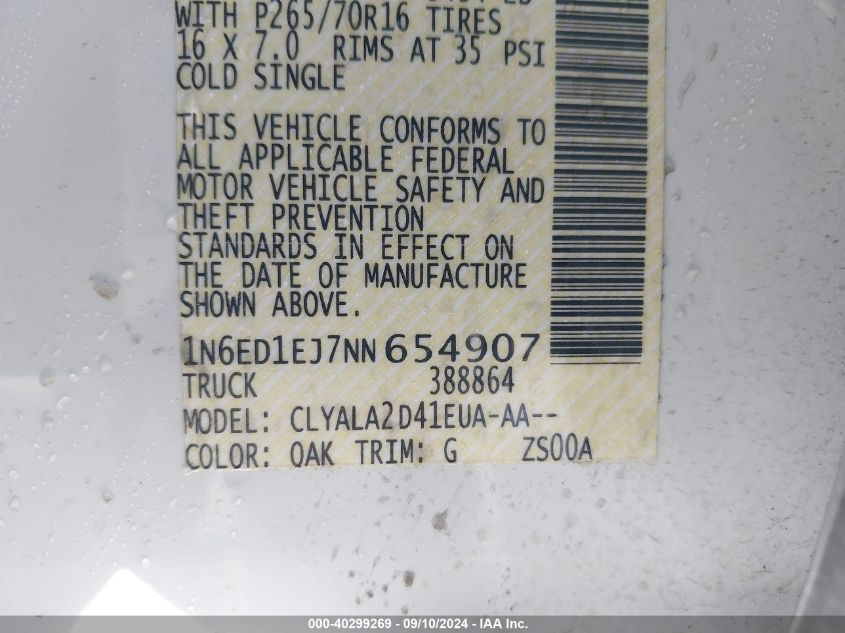 WITH P265/70R16 TIRES
16 X 7.0 RIMS AT 35 PSI
COLD SINGLE
THIS VEHICLE CONFORMS TO
ALL APPLICABLE FEDERAL
MOTOR VEHICLE SAFETY AND
THEFT PREVENTION
STANDARDS IN EFFECT ON
THE DATE OF MANUFACTURE
SHOWN ABOVE.
1N6ED1EJ7NN654907
TRUCK 388864
MODEL: CLYALA2D41EUA-AA--
COLOR: QAK TRIM: G ZS00A
000-40299269 - 09/10/2024 - IAA Inc.